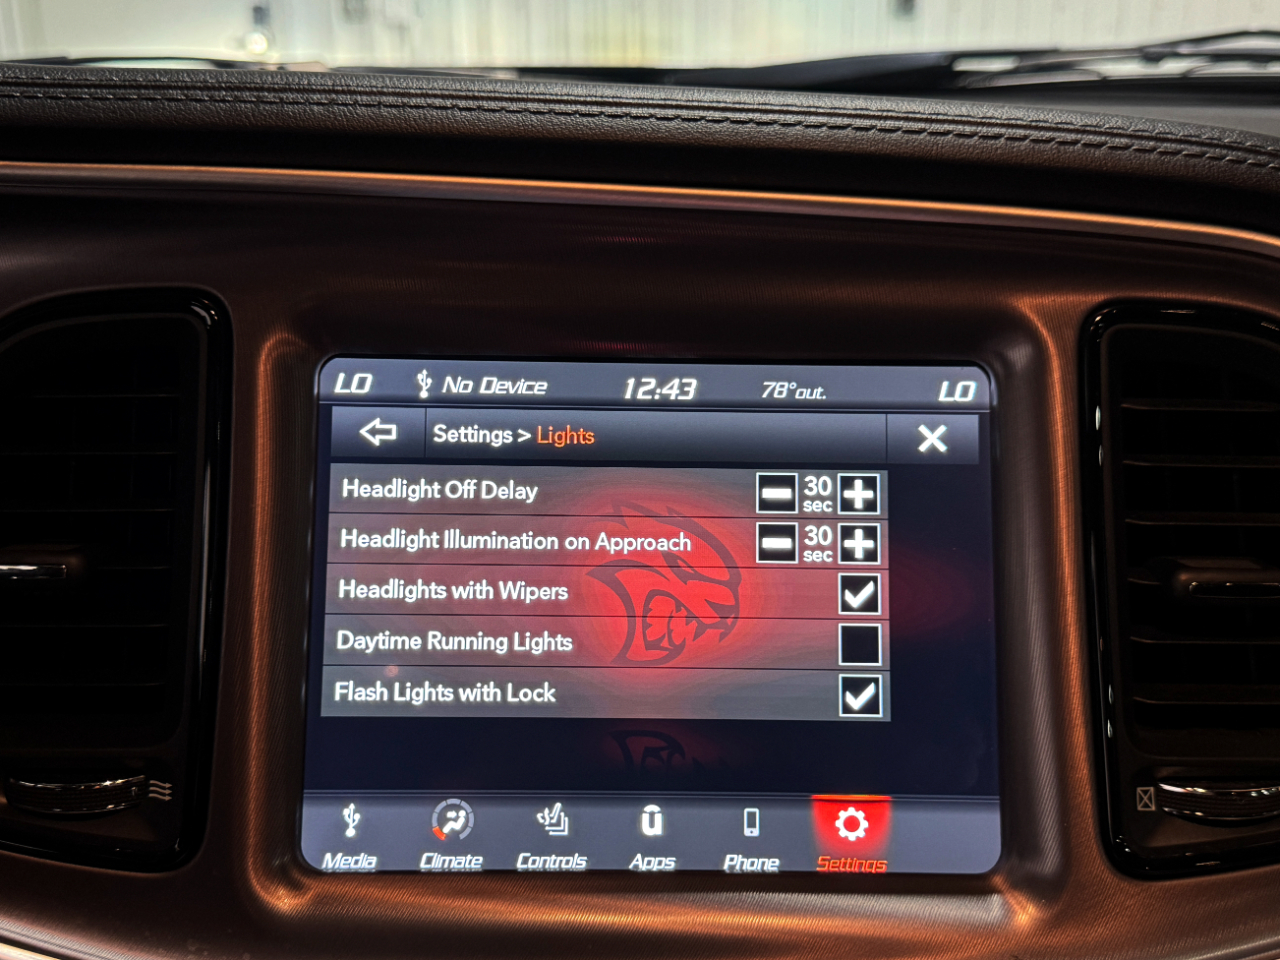 LO No Device 12:43 78°out. LO
Settings > Lights
Headlight Off Delay 30 sec
Headlight Illumination on Approach 30 sec
Headlights with Wipers
Daytime Running Lights
Flash Lights with Lock
Media Climate Controls Apps Phone Settings